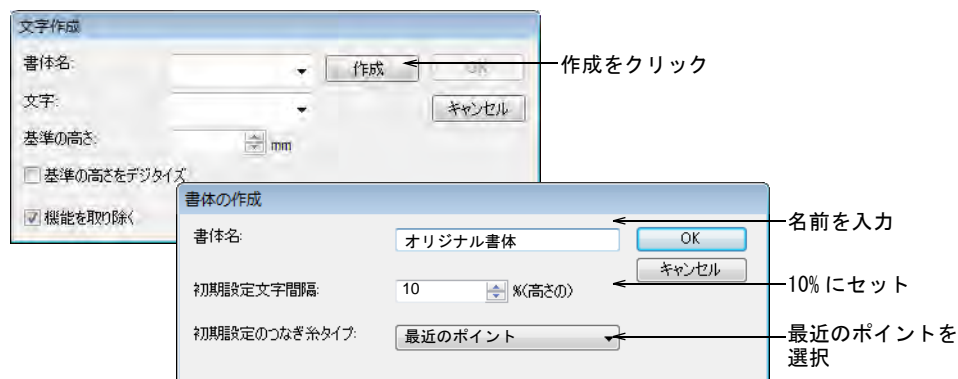 文字作成
書体名:
作成
OK
作成をクリック
文字:
キャンセル
基準の高さ:
mm
基準の高さをデジタイズ
機能を取り除く
書体の作成
書体名:
オリジナル書体
OK
名前を入力
キャンセル
初期設定文字間隔:
10
%(高さの)
10% にセット
初期設定のつなぎ糸タイプ:
最近のポイント
最近のポイントを
選択